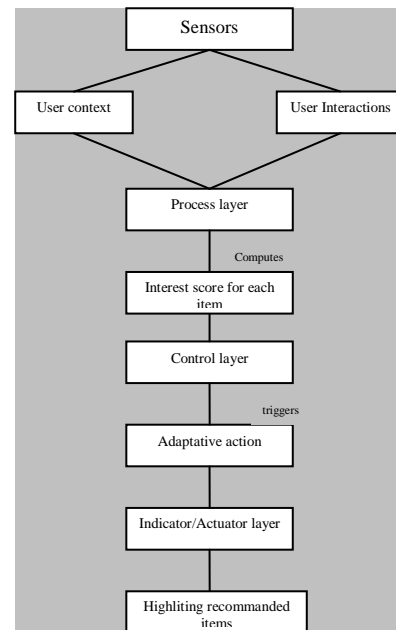 Sensors
User context
User Interactions
Process layer
Computes
Interest score for each
item
Control layer
triggers
Adaptative action
Indicator/Actuator layer
Highliting recommanded
items